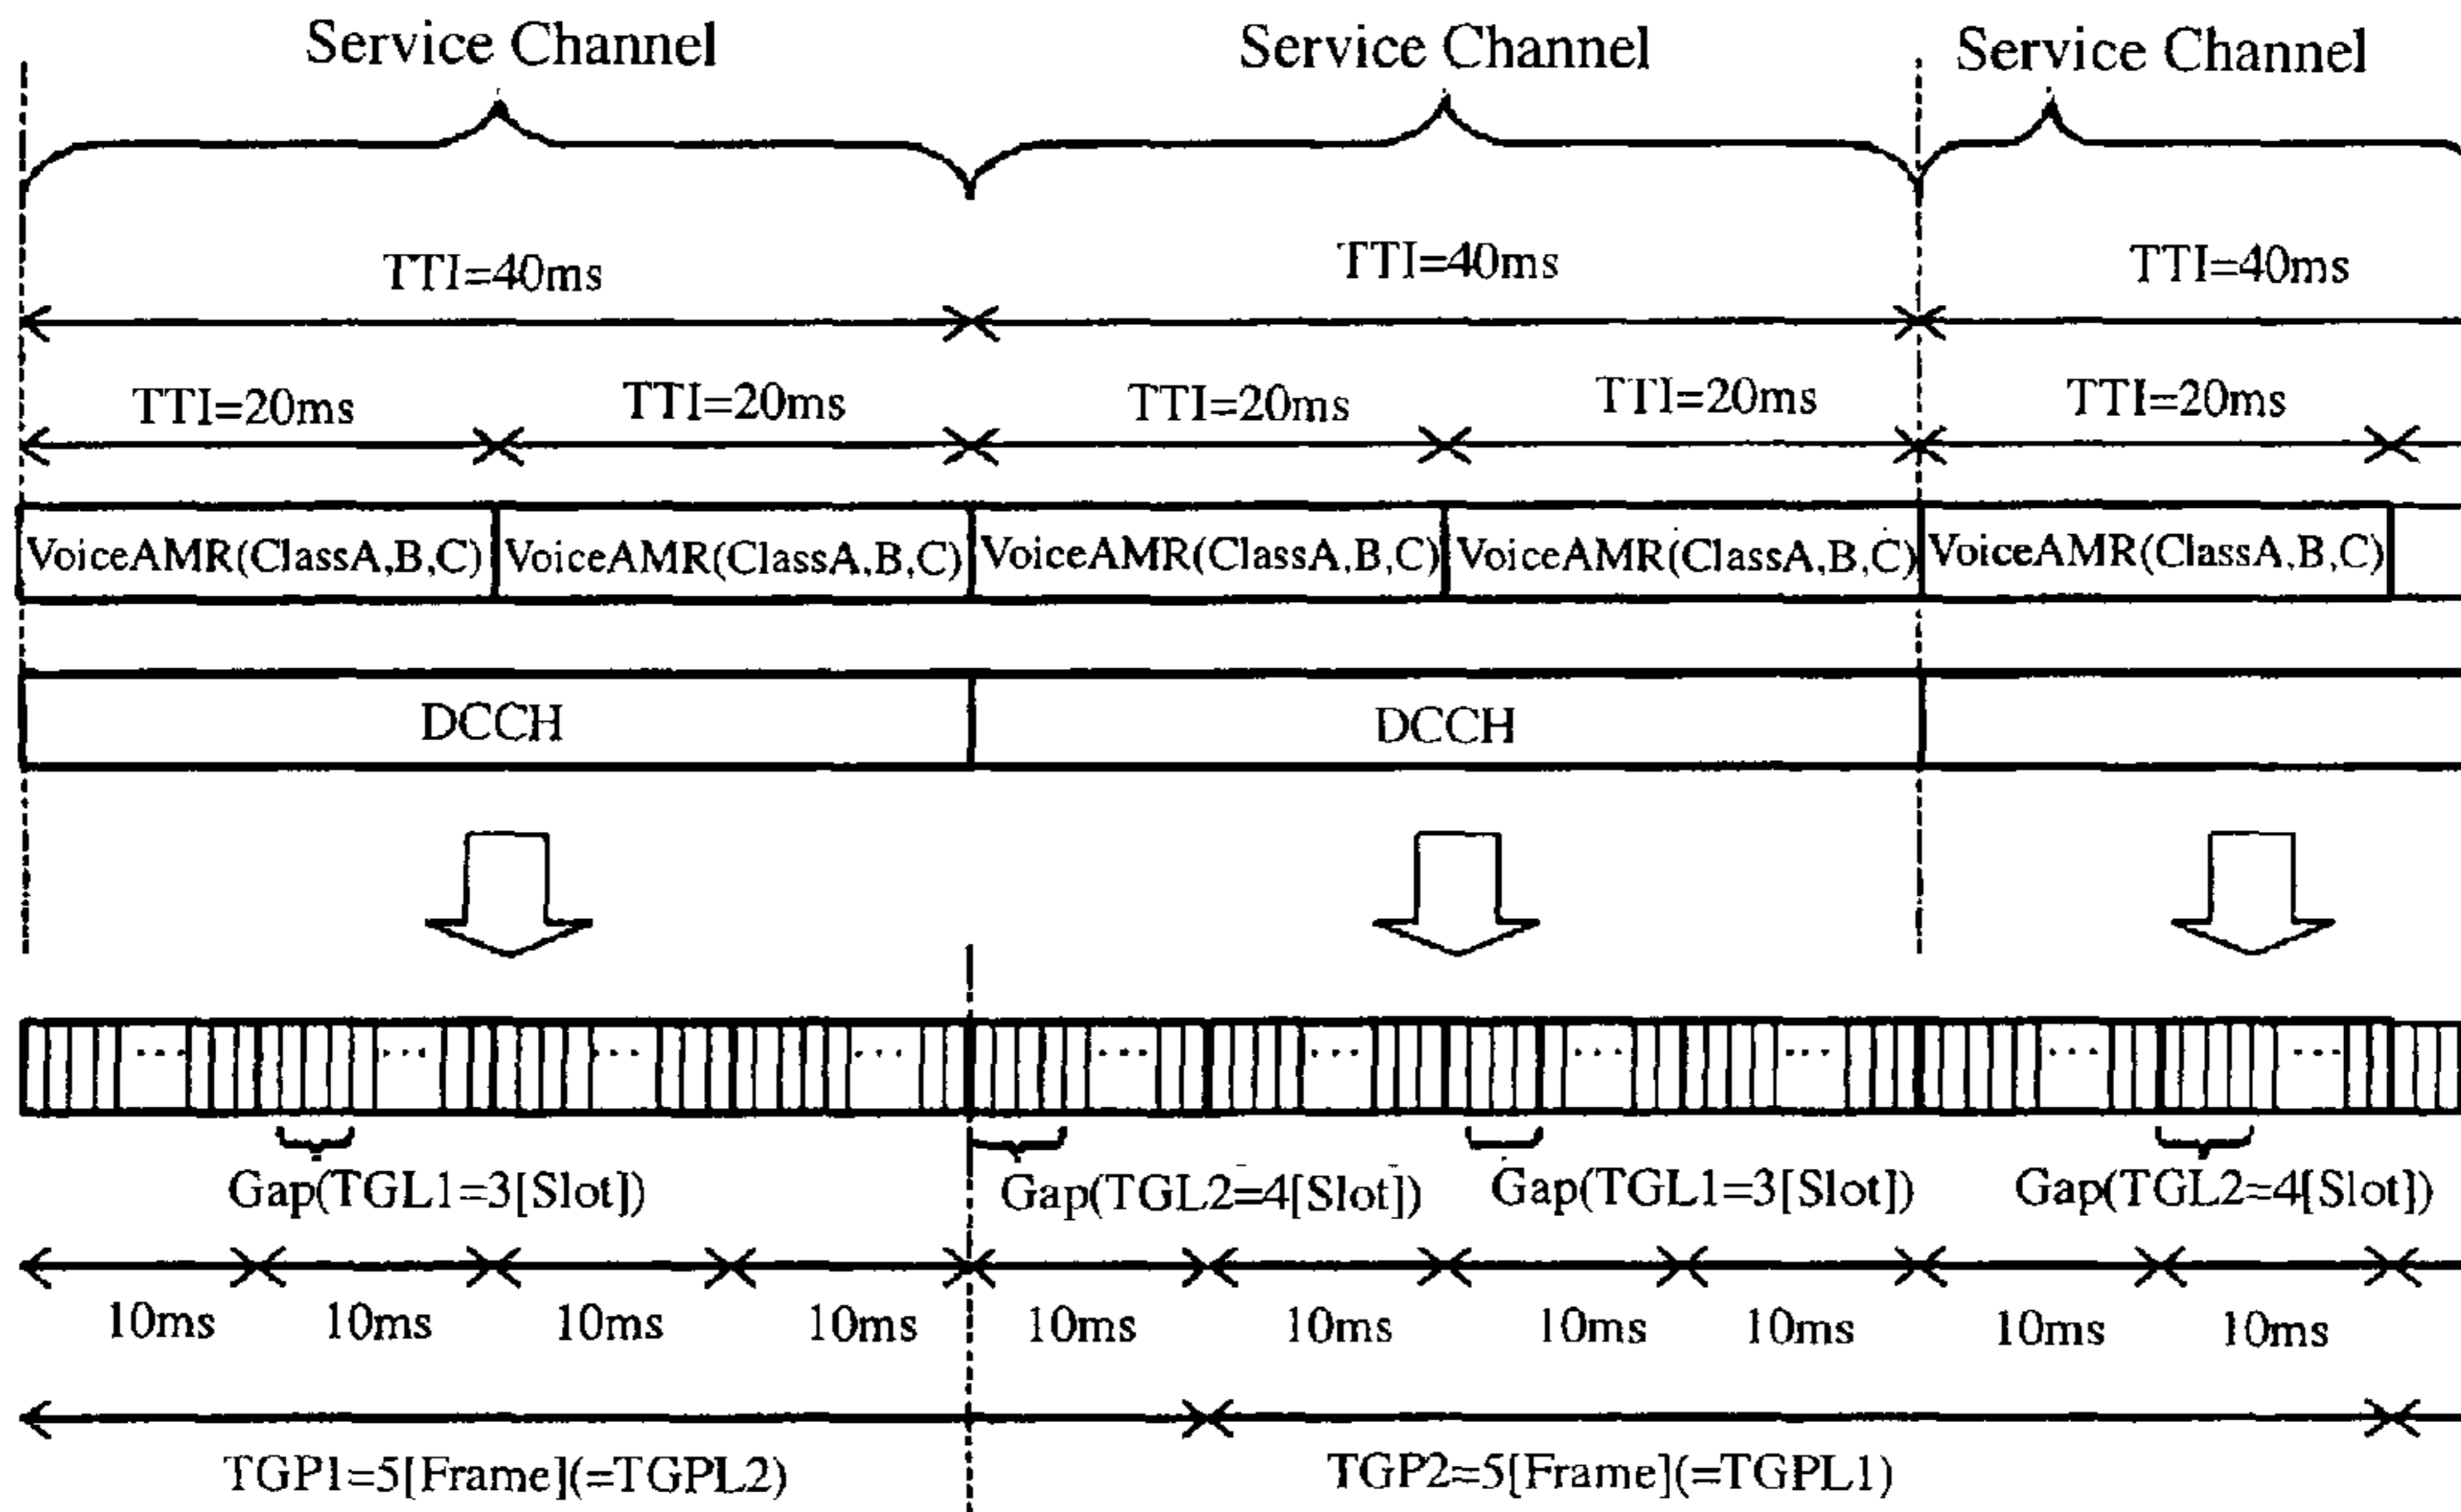 Service Channel Service Channel Service Channel
TTI=40ms TTI=40ms TTI=40ms
TTI=20ms TTI=20ms TTI=20ms TTI=20ms TTI=20ms
VoiceAMR(ClassA,B,C) VoiceAMR(ClassA,B,C) VoiceAMR(ClassA,B,C) VoiceAMR(ClassA,B,C) VoiceAMR(ClassA,B,C)
DCCH DCCH
... ... ... ... ... ... ... ... ... ...
Gap(TGL1=3[Slot]) Gap(TGL2=4[Slot]) Gap(TGL1=3[Slot]) Gap(TGL2=4[Slot])
10ms 10ms 10ms 10ms 10ms 10ms 10ms 10ms 10ms 10ms
TGP1=5[Frame](=TGPL2) TGP2=5[Frame](=TGPL1)